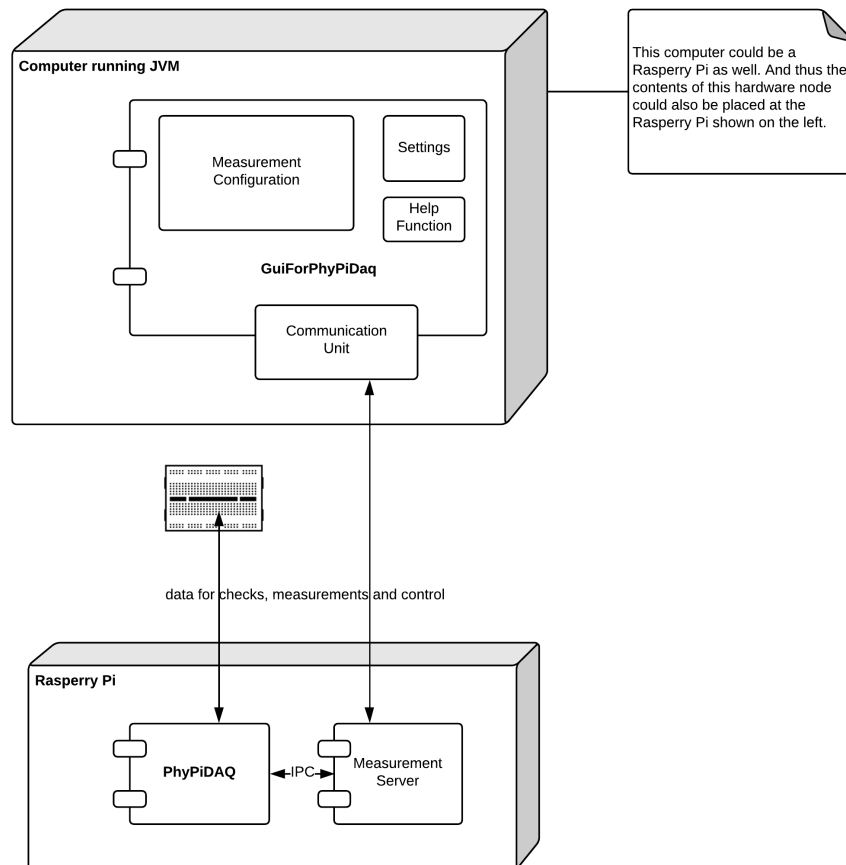 Computer running JVM
This computer could be a
Rasperry Pi as well. And thus the
contents of this hardware node
could also be placed at the
Rasperry Pi shown on the left.
Measurement
Configuration
Settings
Help
Function
GuiForPhyPiDaq
Communication
Unit
data for checks, measurements and control
Rasperry Pi
PhyPiDAQ
IPC
Measurement
Server